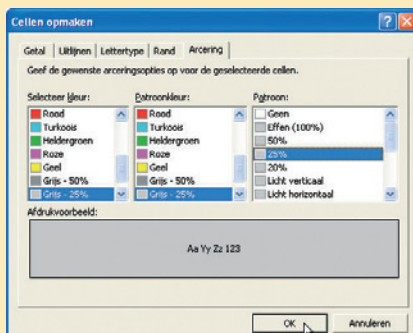 Cellen opmaken
Getal Uitlijnen Lettertype Rand Arcering
Geef de gewenste arceringsopties op voor de geselecteerde cellen.
Selecteer kleur: Patroonkleur: Patroon:
Rood Rood Geen
Turkoois Turkoois Effen (100%)
Heldergroen Heldergroen 50%
Roze Roze 25%
Geel Geel 20%
Grijs - 50% Grijs - 50% Licht verticaal
Grijs - 25% Grijs - 25% Licht horizontaal
Afdrukvoorbeeld:
Aa Yy Zz 123
OK Annuleren